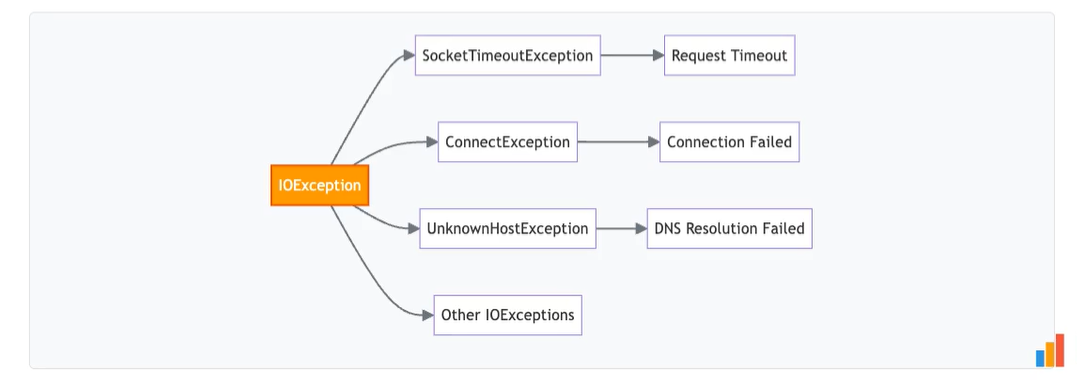 SocketTimeoutException
Request Timeout
ConnectException
Connection Failed
IOException
UnknownHostException
DNS Resolution Failed
Other IOExceptions